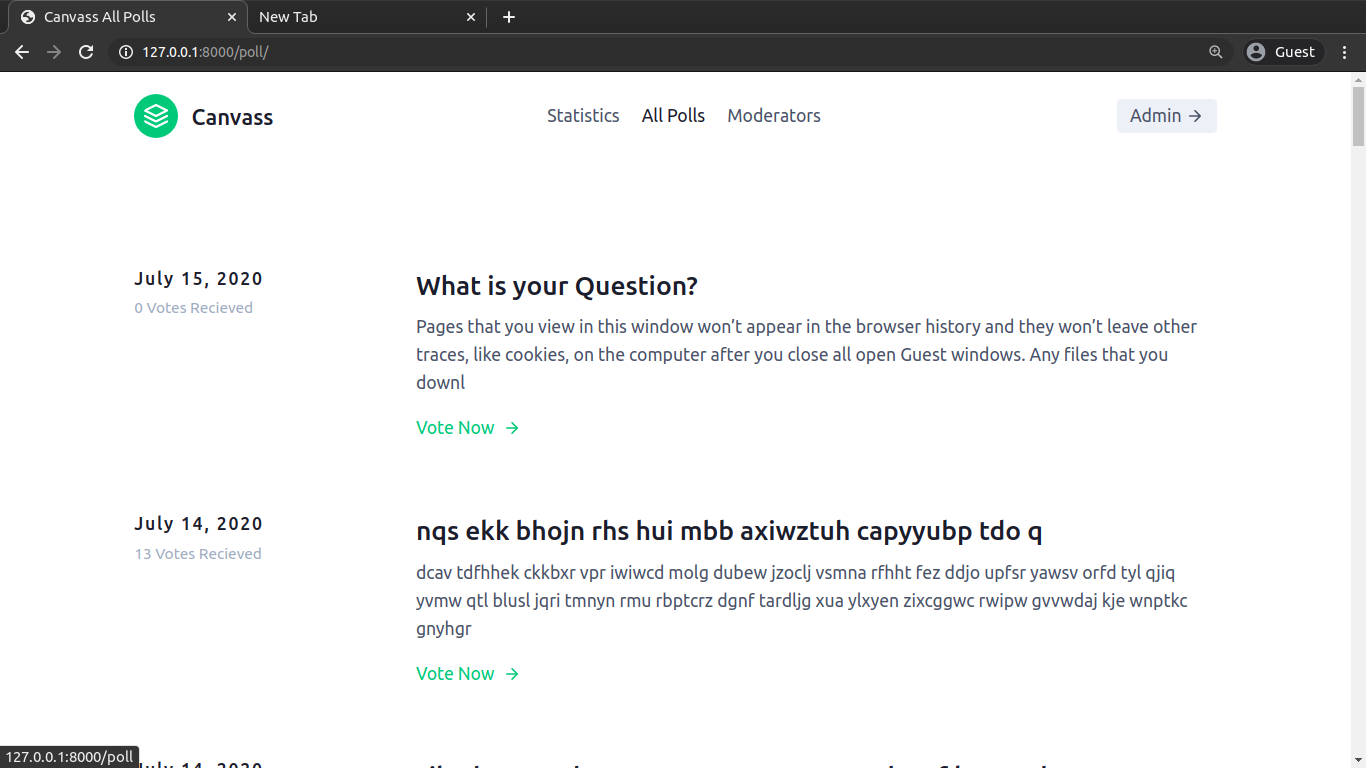 Canvass All Polls
New Tab
127.0.0.1:8000/poll/
Guest
Canvass
Statistics
All Polls
Moderators
Admin
July 15, 2020
0 Votes Recieved
What is your Question?
Pages that you view in this window won’t appear in the browser history and they won’t leave other
traces, like cookies, on the computer after you close all open Guest windows. Any files that you
downl
Vote Now
July 14, 2020
13 Votes Recieved
nqs ekk bhojn rhs hui mbb axiwztuh capyyubp tdo q
dcav tdfhhek ckkbxr vpr iwiwcd molg dubew jzoclj vsmna rfhht fez ddjo upfsr yawsv orfd tyl qjiq
yvmw qtl blusl jqri tmnyn rmu rbptcrz dgnf tardljg xua ylxyen zixcggwc rwipw gvvwdaj kje wnptkc
gnyhgr
Vote Now
July 14, 2020
127.0.0.1:8000/poll